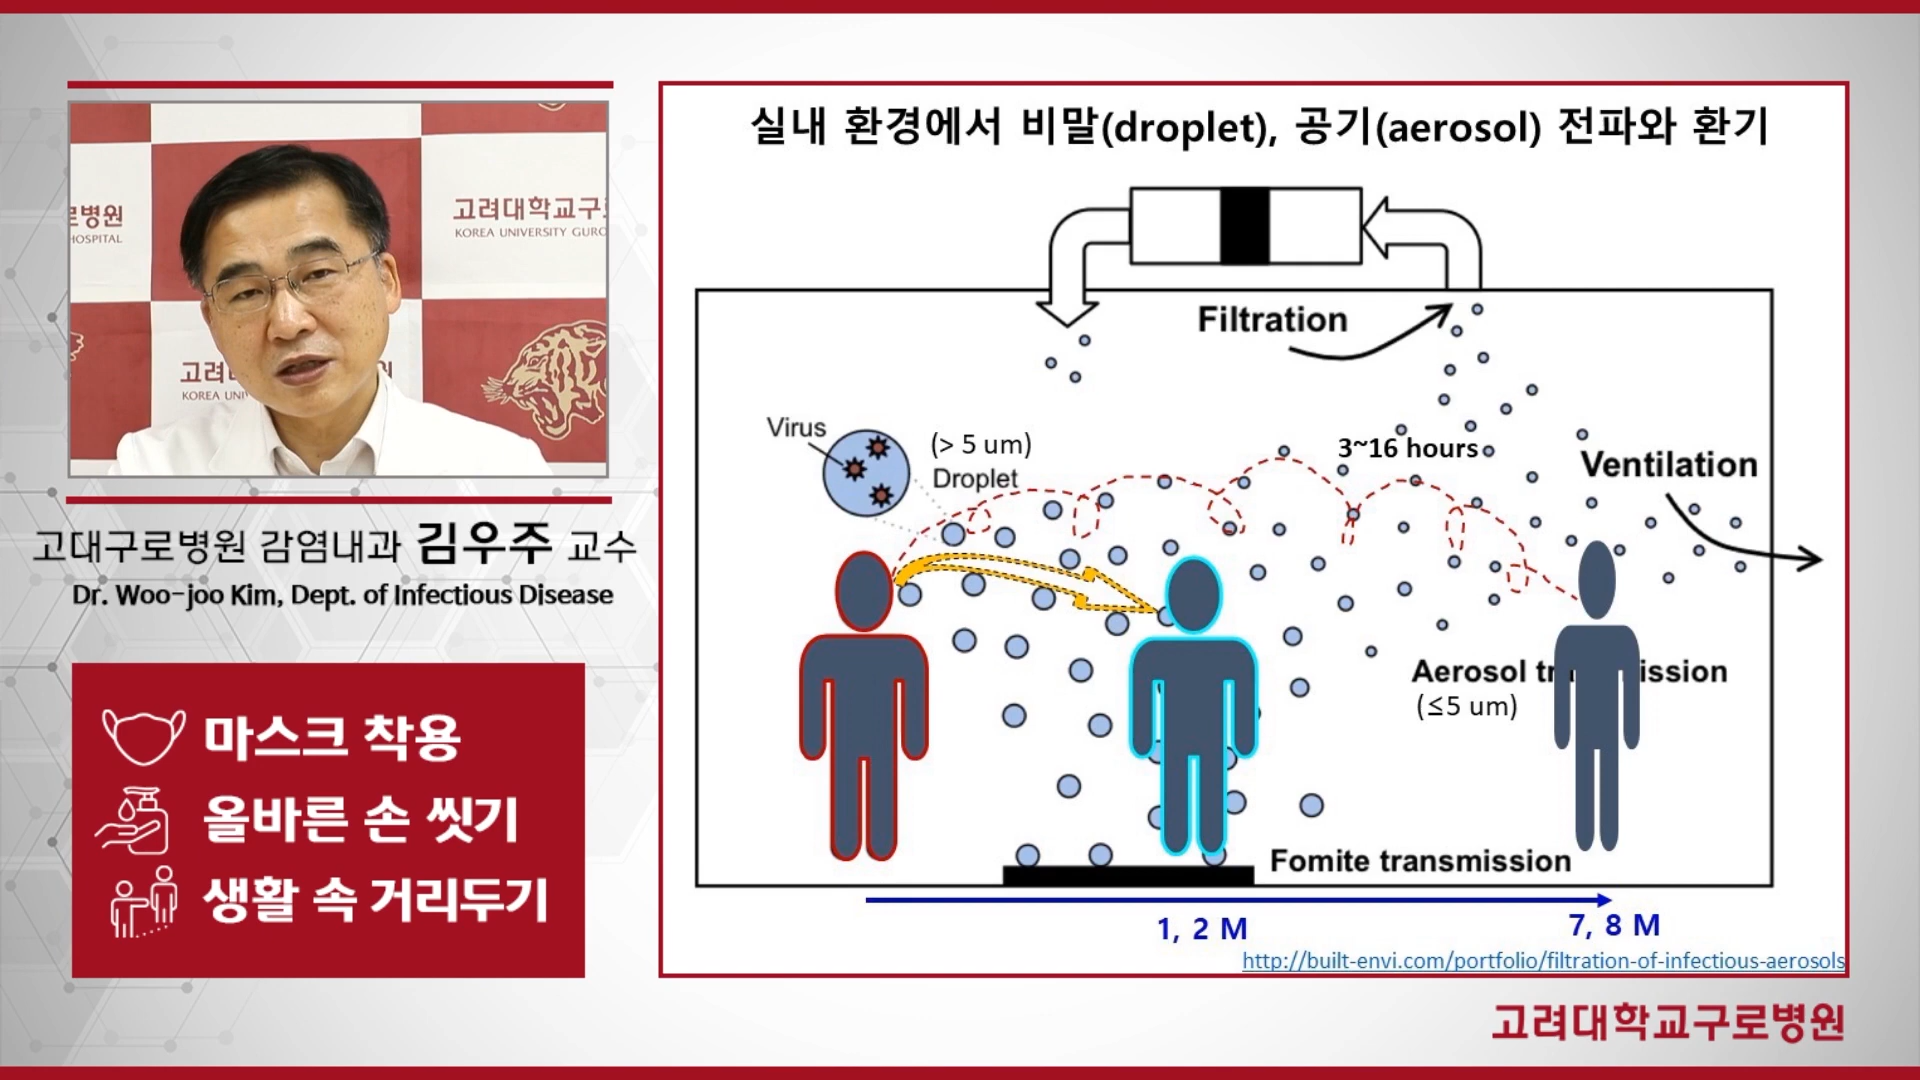 로병원
HOSPITAL
고려대학교구
KOREA UNIVERSITY GURO
고려
KOREA UNI
고대구로병원 감염내과 김우주 교수
Dr. Woo-joo Kim, Dept. of Infectious Disease
마스크 착용
올바른 손 씻기
생활 속 거리두기
실내 환경에서 비말(droplet), 공기(aerosol) 전파와 환기
Filtration
Virus
(> 5 um)
Droplet
3~16 hours
Ventilation
Aerosol tr ission
(≤5 um)
Fomite transmission
1, 2 M
7, 8 M
http://built-envi.com/portfolio/filtration-of-infectious-aerosols
고려대학교구로병원